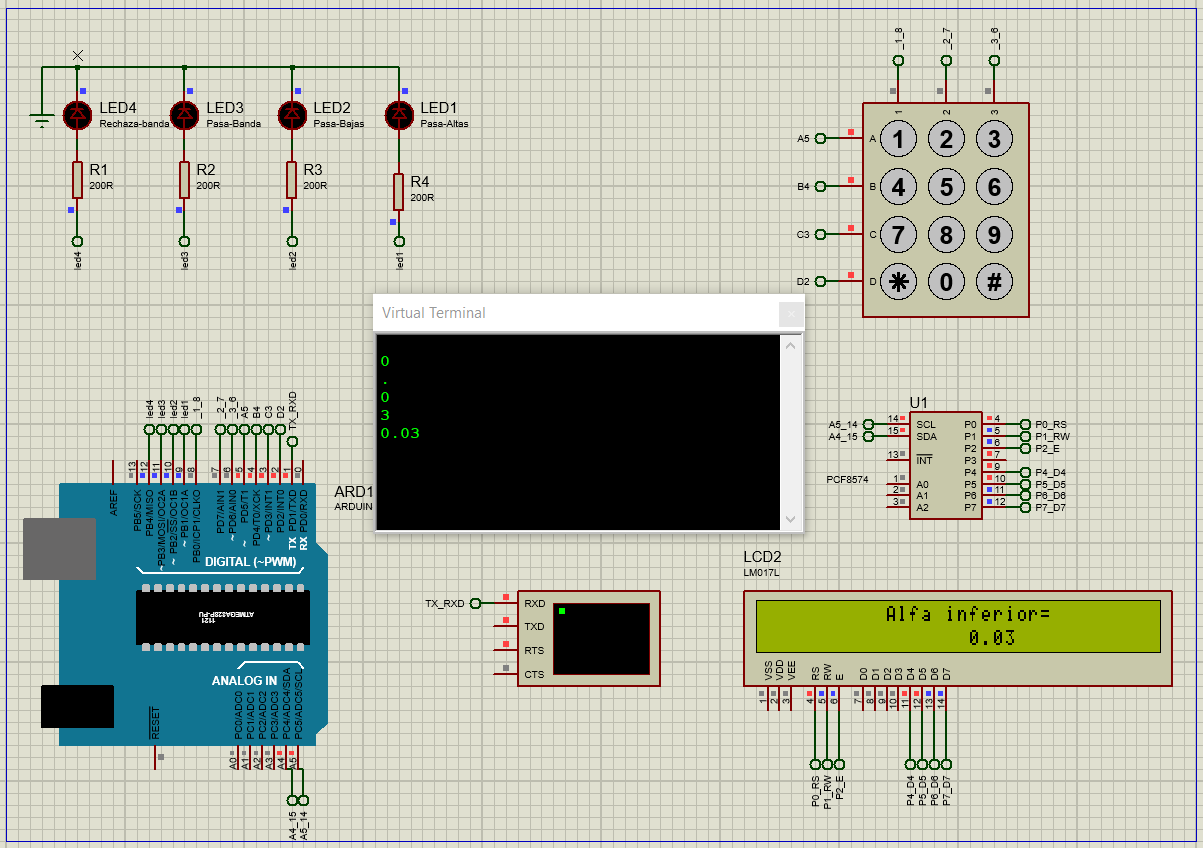 LED4
Rechaza-banda
LED3
Pasa-Banda
LED2
Pasa-Bajas
LED1
Pasa-Altas
R1
200R
R2
200R
R3
200R
R4
200R
led4
led3
led2
led1
_1_8
_2_7
_3_6
1
2
3
A5
B4
C3
D2
A
B
C
D
1 2 3
4 5 6
7 8 9
* 0 #
Virtual Terminal
0
.
0
3
0.03
led4
led3
led2
led1
_1_8
_2_7
_3_6
A5
B4
C3
D2
TX_RXD
13
12
11
10
9
8
7
6
5
4
3
2
1
0
AREF
PB5/SCK
PB4/MISO
~PB3/MOSI/OC2A
~PB2/SS/OC1B
~PB1/OC1A
PB0/ICP1/CLKO
PD7/AIN1
~PD6/AIN0
~PD5/T1
PD4/T0/XCK
~PD3/INT1
PD2/INT0
TX PD1/TXD
RX PD0/RXD
DIGITAL (~PWM)
ARD1
ARDUIN
ATMEGA328P-PU
1121
ANALOG IN
RESET
PC0/ADC0
PC1/ADC1
PC2/ADC2
PC3/ADC3
PC4/ADC4/SDA
PC5/ADC5/SCL
A0
A1
A2
A3
A4
A5
A4_15
A5_14
U1
A5_14
A4_15
14
15
13
1
2
3
SCL
SDA
INT
A0
A1
A2
PCF8574
P0
P1
P2
P3
P4
P5
P6
P7
4
5
6
7
9
10
11
12
P0_RS
P1_RW
P2_E
P4_D4
P5_D5
P6_D6
P7_D7
TX_RXD
RXD
TXD
RTS
CTS
LCD2
LM017L
Alfa inferior=
0.03
VSS
VDD
VEE
RS
RW
E
D0
D1
D2
D3
D4
D5
D6
D7
1
2
3
4
5
6
7
8
9
10
11
12
13
14
P0_RS
P1_RW
P2_E
P4_D4
P5_D5
P6_D6
P7_D7